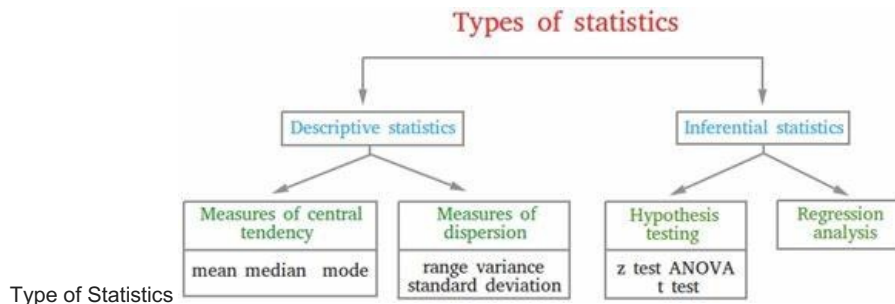 Types of statistics
Descriptive statistics
Inferential statistics
Measures of central
tendency
mean median mode
Measures of
dispersion
range variance
standard deviation
Hypothesis
testing
z test ANOVA
t test
Regression
analysis
Type of Statistics